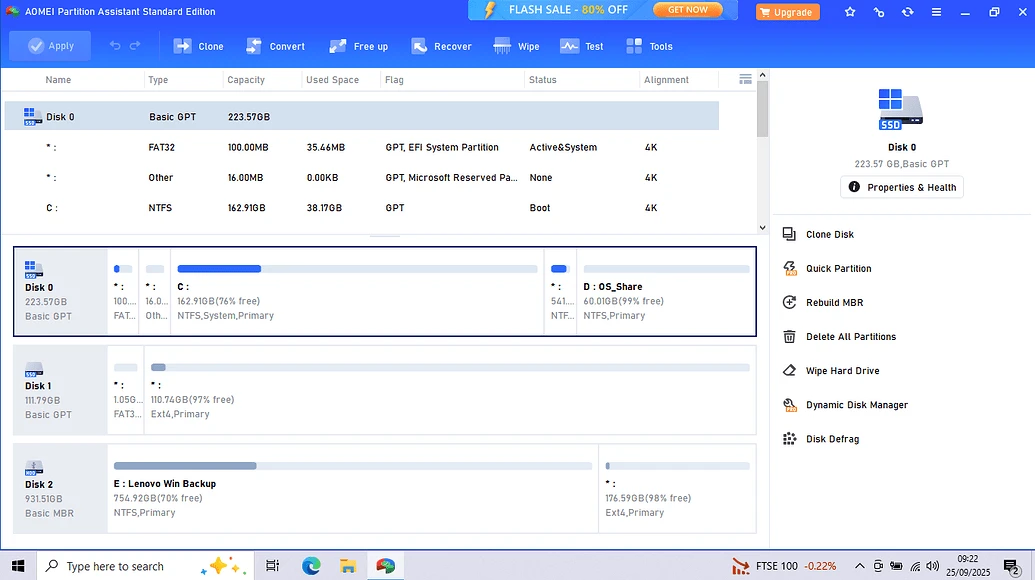 AOMEI Partition Assistant Standard Edition
FLASH SALE - 80% OFF
GET NOW
Upgrade
Apply
Clone
Convert
Free up
Recover
Wipe
Test
Tools
Name Type Capacity Used Space Flag Status Alignment
Disk 0 Basic GPT 223.57GB
* : FAT32 100.00MB 35.46MB GPT, EFI System Partition Active&System 4K
* : Other 16.00MB 0.00KB GPT, Microsoft Reserved Pa... None 4K
C : NTFS 162.91GB 38.17GB GPT Boot 4K
SSD
Disk 0
223.57 GB,Basic GPT
Properties & Health
Clone Disk
Quick Partition
Rebuild MBR
Delete All Partitions
Wipe Hard Drive
Dynamic Disk Manager
Disk Defrag
Disk 0
223.57GB
Basic GPT
* :
100....
FAT...
* :
16.0...
Oth...
C :
162.91GB(76% free)
NTFS,System,Primary
* :
541....
NTF...
D : OS_Share
60.01GB(99% free)
NTFS,Primary
Disk 1
111.79GB
Basic GPT
* :
1.05G...
FAT3...
* :
110.74GB(97% free)
Ext4,Primary
Disk 2
931.51GB
Basic MBR
E : Lenovo Win Backup
754.92GB(70% free)
NTFS,Primary
* :
176.59GB(98% free)
Ext4,Primary
Type here to search
FTSE 100 -0.22%
09:22
25/09/2025
2